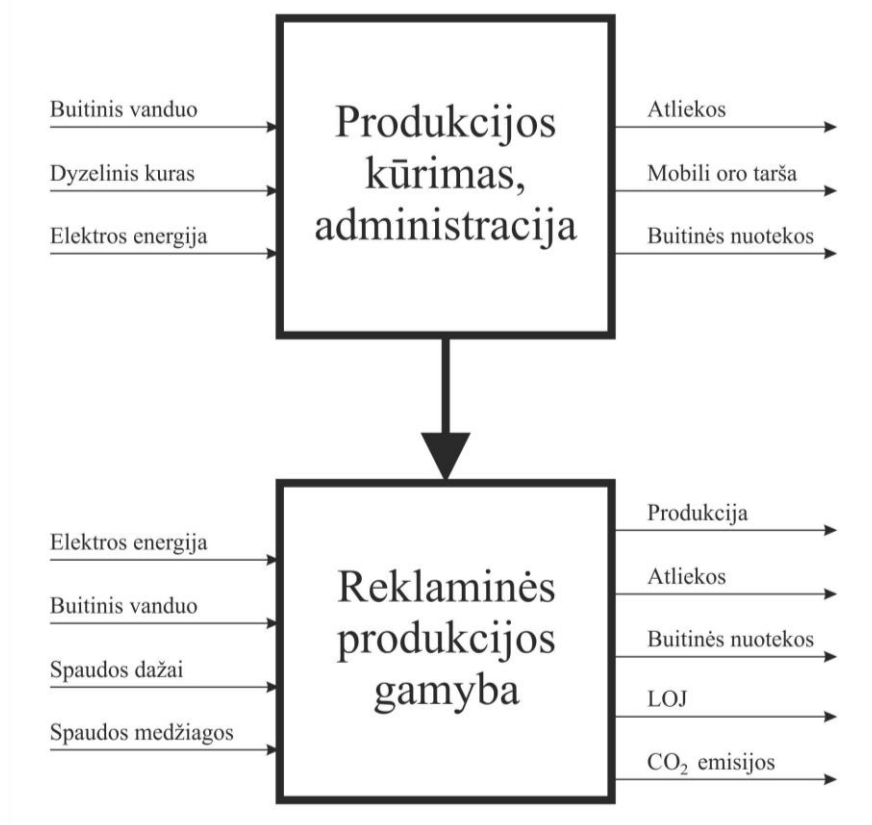 Buitinis vanduo
Dyzelinis kuras
Elektros energija
Produkcijos
kūrimas,
administracija
Atliekos
Mobili oro tarša
Buitinės nuotekos
Elektros energija
Buitinis vanduo
Spaudos dažai
Spaudos medžiagos
Reklaminės
produkcijos
gamyba
Produkcija
Atliekos
Buitinės nuotekos
LOJ
CO₂ emisijos